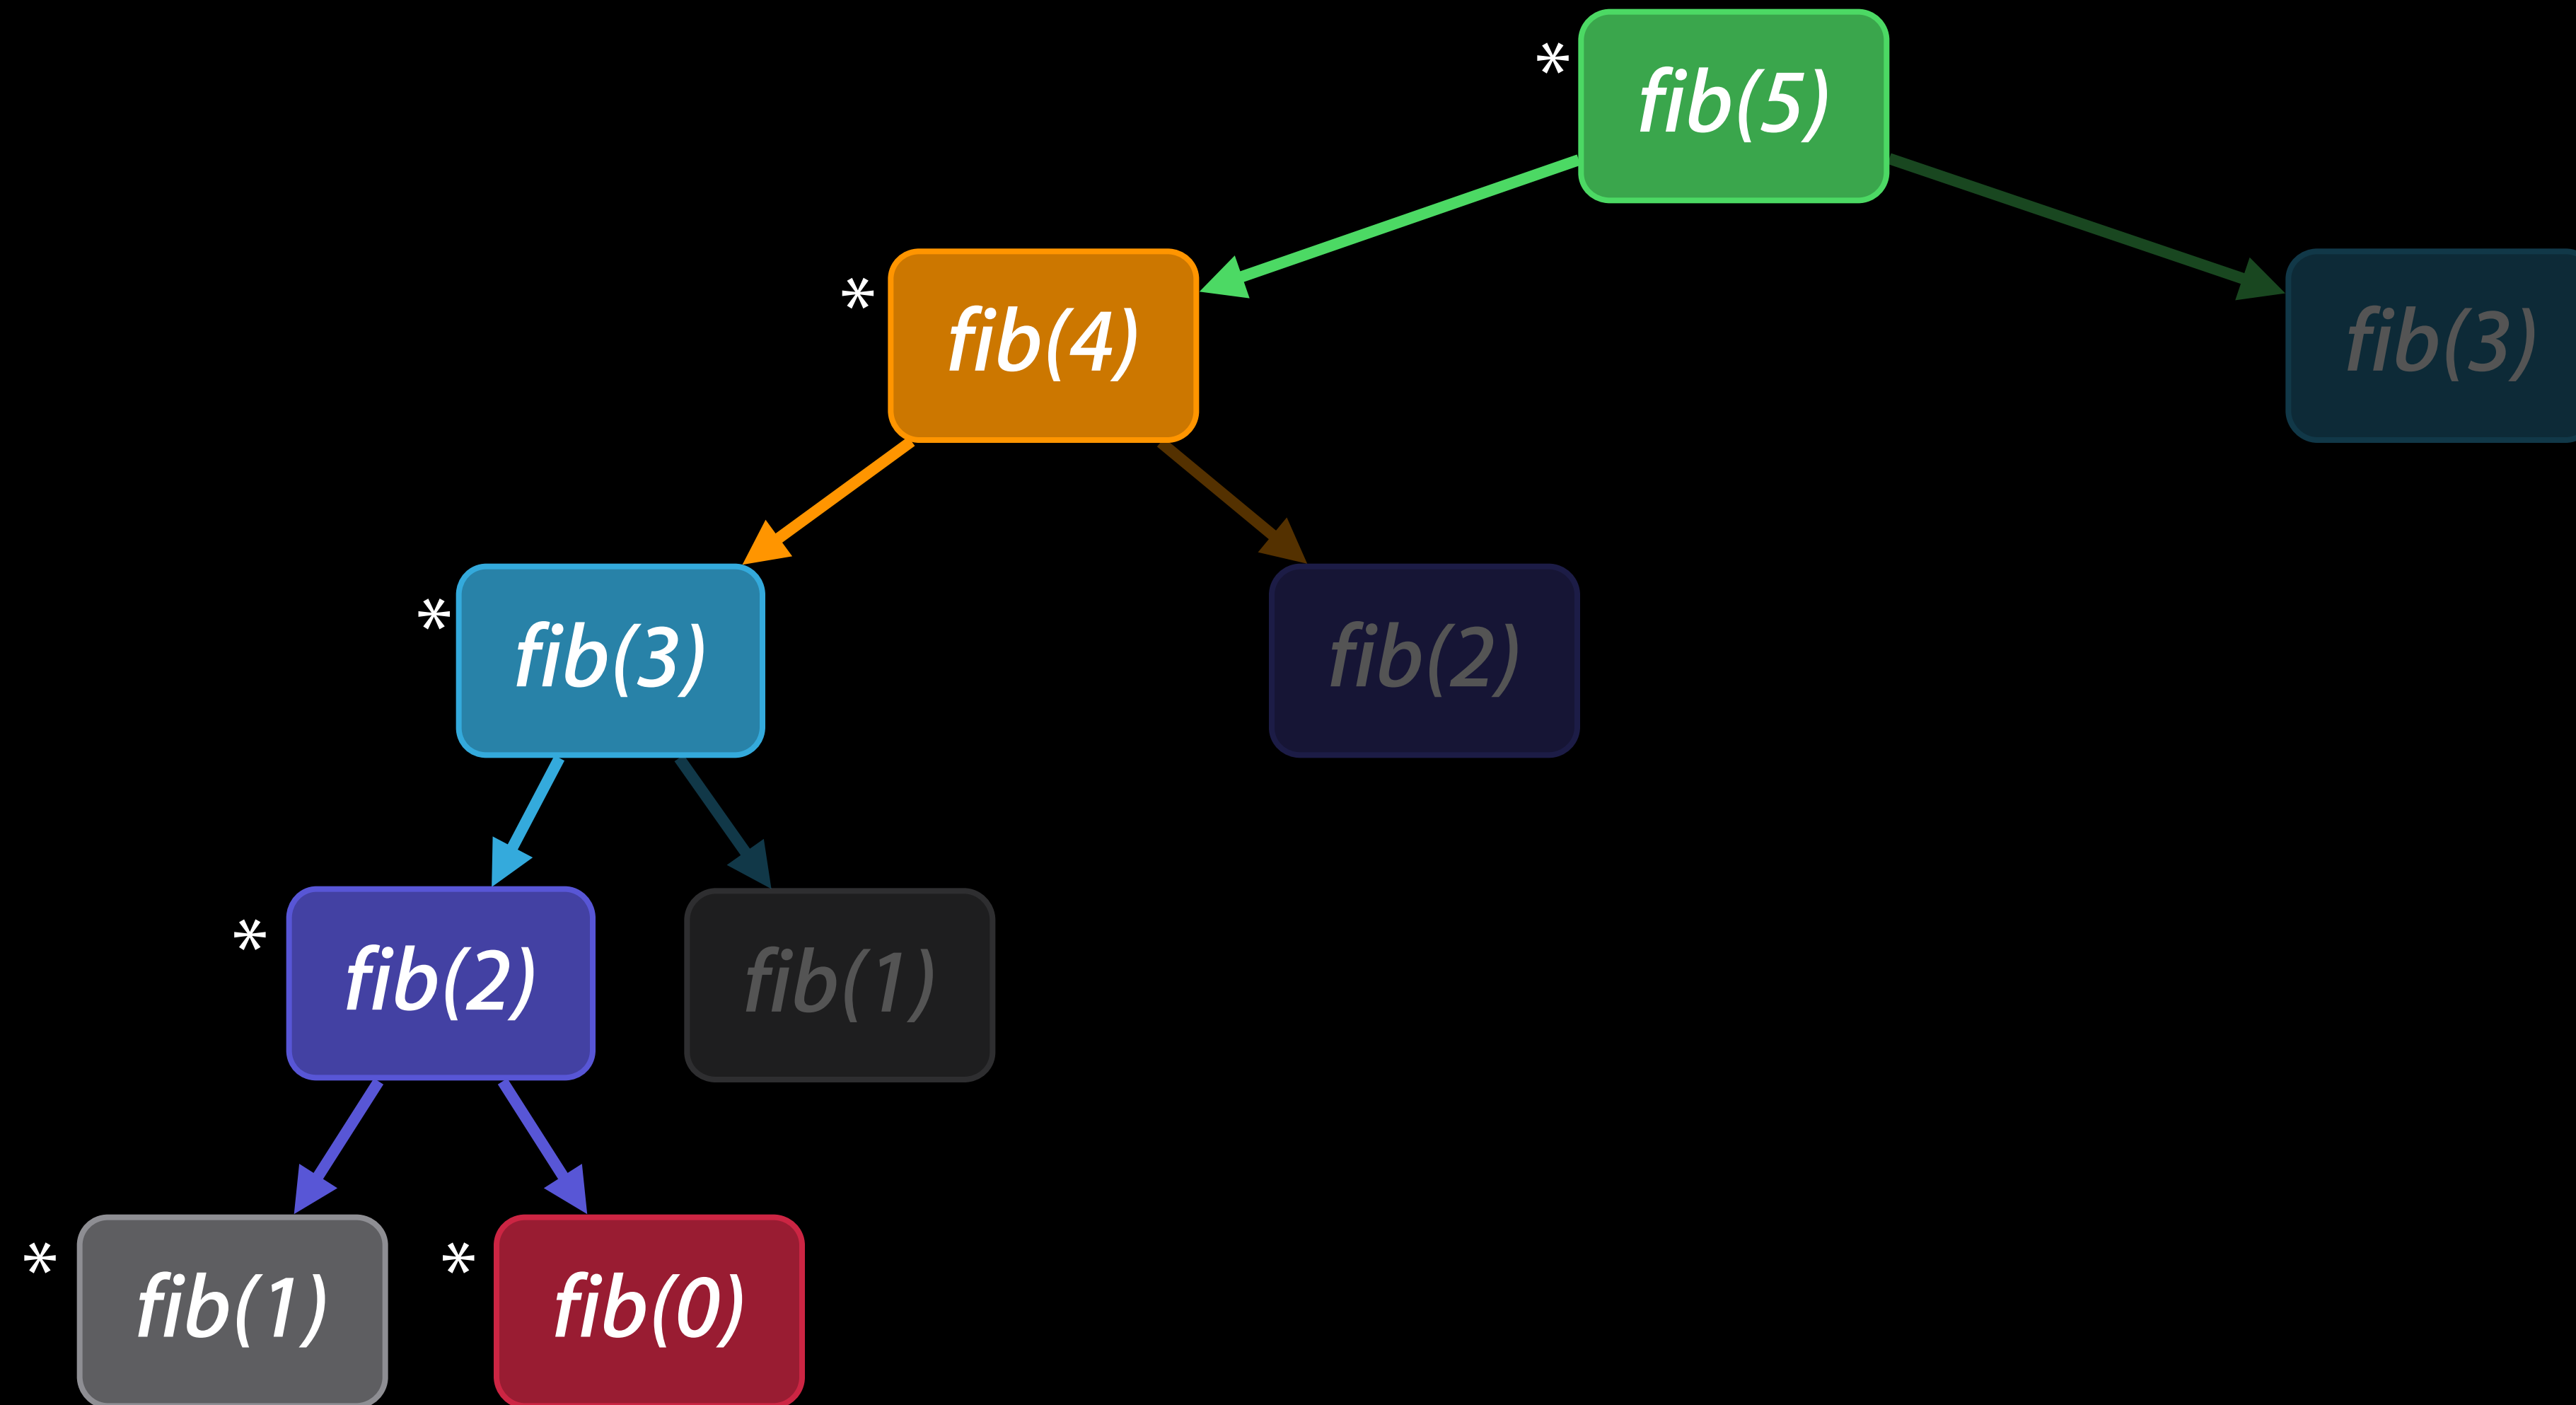 * fib(5)
* fib(4)
fib(3)
* fib(3)
fib(2)
* fib(2)
fib(1)
* fib(1)
* fib(0)